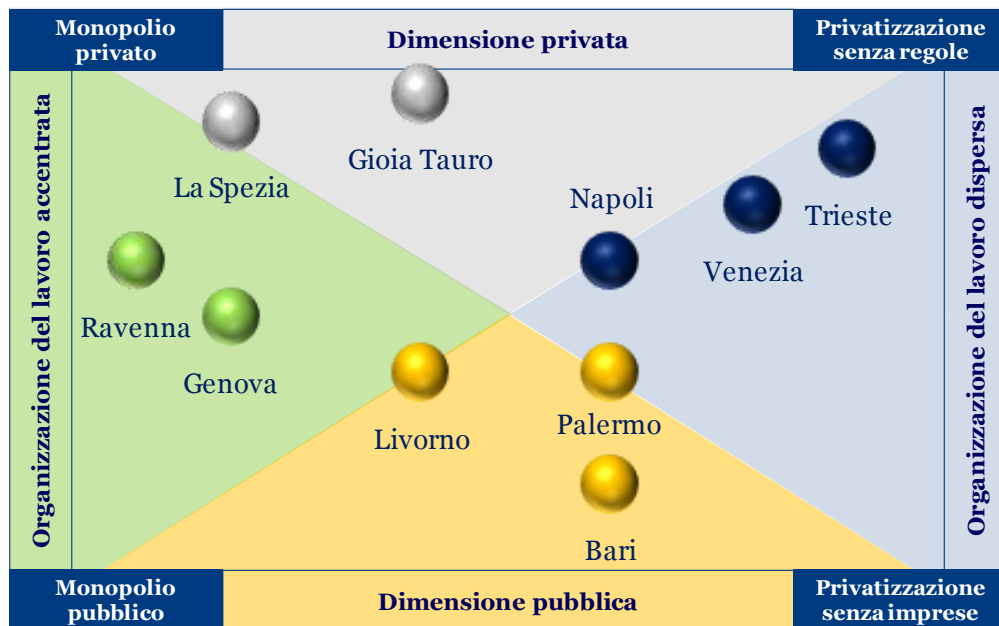 Monopolio
privato
Dimensione privata
Privatizzazione
senza regole
Organizzazione del lavoro accentrata
La Spezia
Gioia Tauro
Napoli
Trieste
Venezia
Ravenna
Genova
Livorno
Palermo
Bari
Organizzazione del lavoro dispersa
Monopolio
pubblico
Dimensione pubblica
Privatizzazione
senza imprese